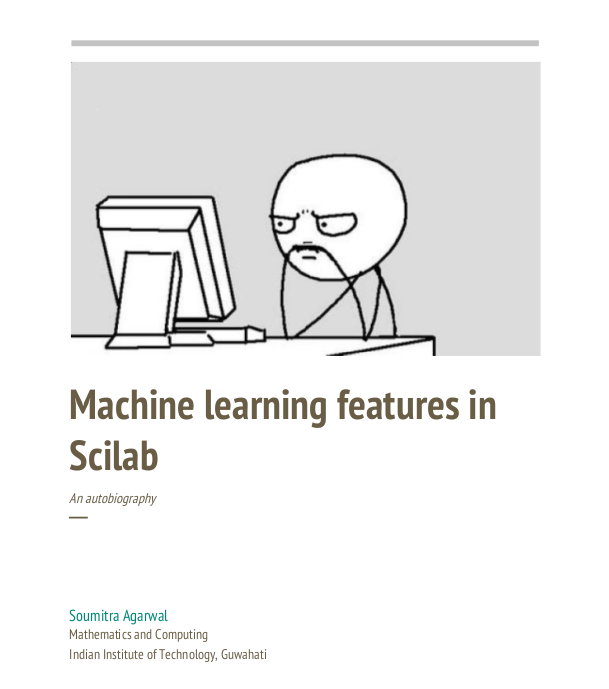 Machine learning features in
Scilab
An autobiography
Soumitra Agarwal
Mathematics and Computing
Indian Institute of Technology, Guwahati